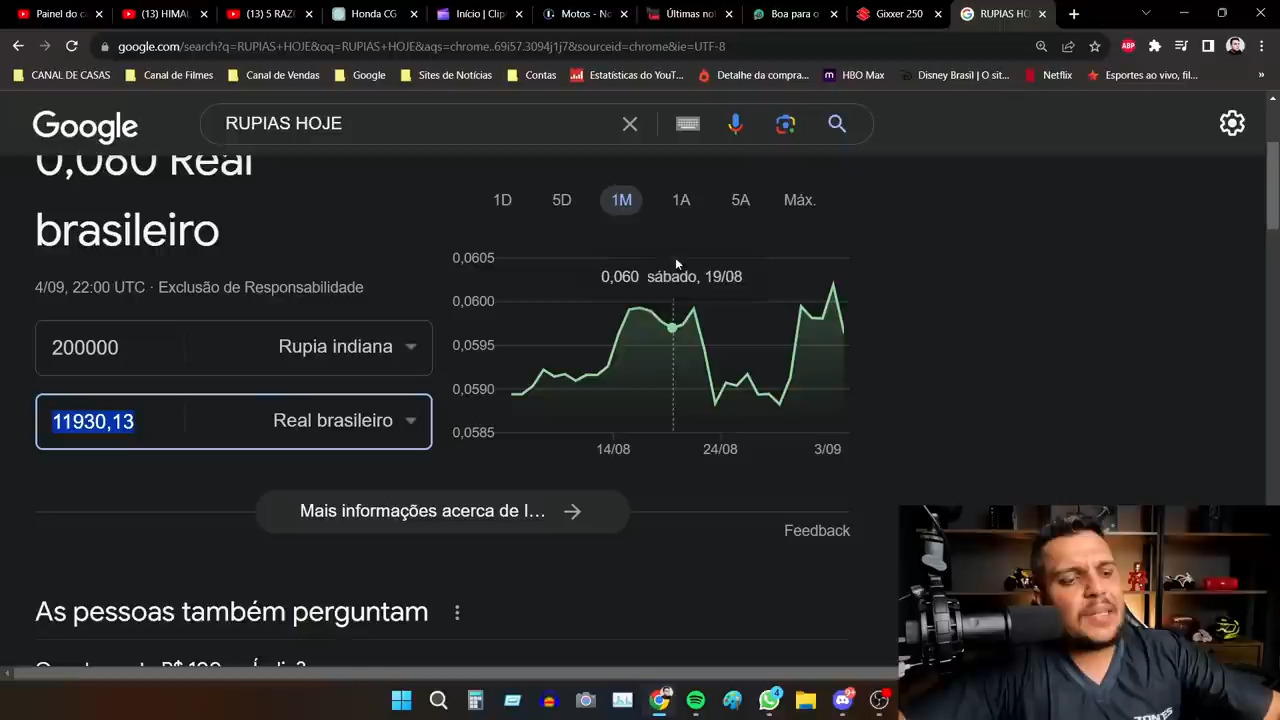 Painel do ca
(13) HIMAL
(13) 5 RAZÕ
Honda CG
Início | Clip
Motos - No
Últimas not
Boa para o
Gixxer 250
RUPIAS HO
google.com/search?q=RUPIAS+HOJE&oq=RUPIAS+HOJE&aqs=chrome..69i57.3094j1j7&sourceid=chrome&ie=UTF-8
CANAL DE CASAS
Canal de Filmes
Canal de Vendas
Google
Sites de Notícias
Contas
Estatísticas do YouT...
Detalhe da compra...
HBO Max
Disney Brasil | O sit...
Netflix
Esportes ao vivo, fil...
Google
RUPIAS HOJE
0,060 Real
brasileiro
4/09, 22:00 UTC · Exclusão de Responsabilidade
200000 Rupia indiana
11930,13 Real brasileiro
1D 5D 1M 1A 5A Máx.
0,060 sábado, 19/08
0,0605
0,0600
0,0595
0,0590
0,0585
14/08 24/08 3/09
Mais informações acerca de I...
Feedback
As pessoas também perguntam